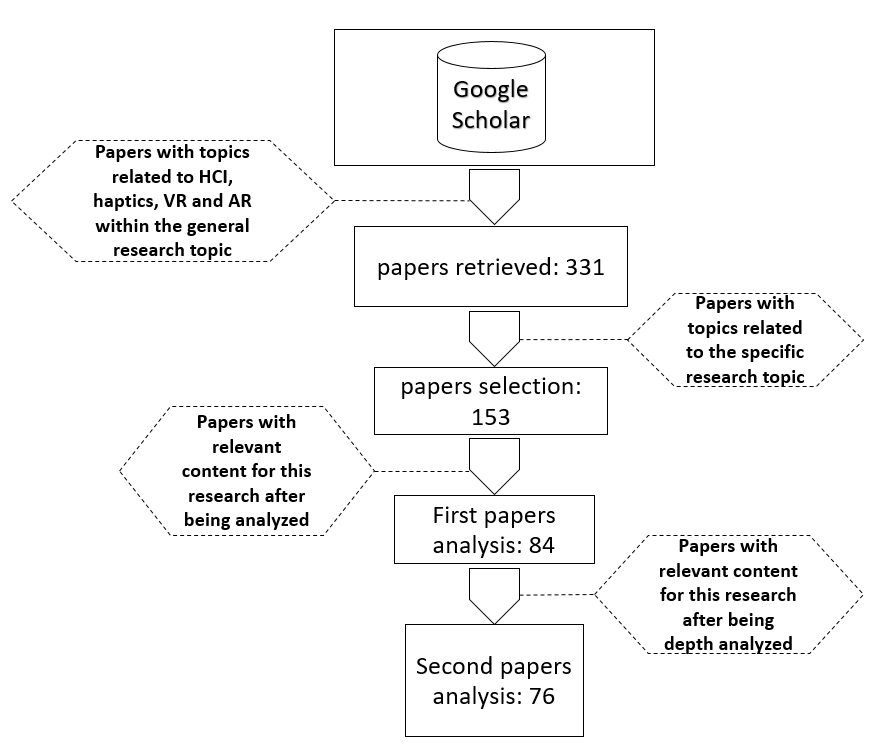 Google
Scholar
Papers with topics
related to HCI,
haptics, VR and AR
within the general
research topic
papers retrieved: 331
Papers with
topics related
to the specific
research topic
papers selection:
153
Papers with
relevant
content for this
research after
being analyzed
First papers
analysis: 84
Papers with
relevant content
for this research
after being
depth analyzed
Second papers
analysis: 76